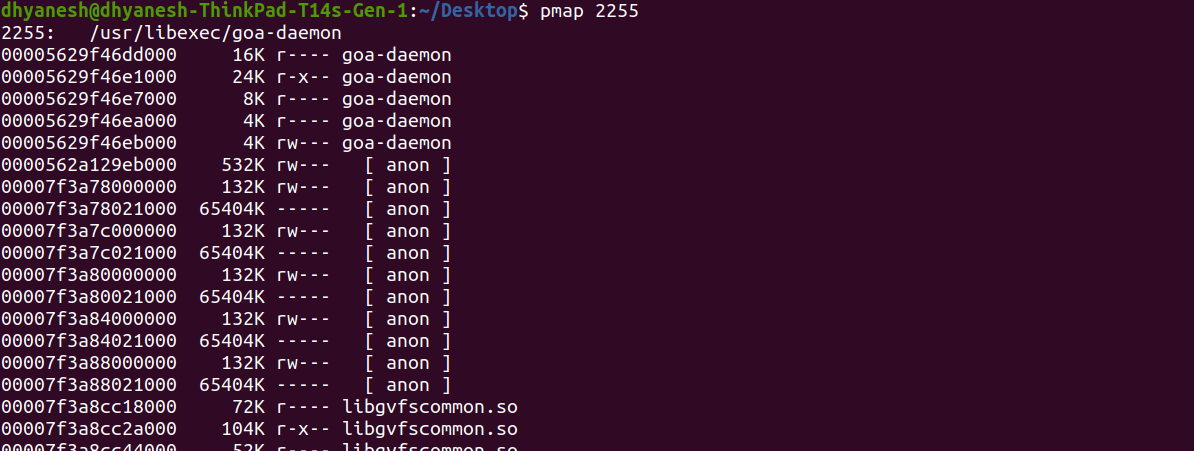 dhyanesh@dhyanesh-ThinkPad-T14s-Gen-1:~/Desktop$ pmap 2255
2255:   /usr/libexec/goa-daemon
00005629f46dd000     16K r---- goa-daemon
00005629f46e1000     24K r-x-- goa-daemon
00005629f46e7000      8K r---- goa-daemon
00005629f46ea000      4K r---- goa-daemon
00005629f46eb000      4K rw--- goa-daemon
0000562a129eb000    532K rw---   [ anon ]
00007f3a78000000    132K rw---   [ anon ]
00007f3a78021000  65404K -----   [ anon ]
00007f3a7c000000    132K rw---   [ anon ]
00007f3a7c021000  65404K -----   [ anon ]
00007f3a80000000    132K rw---   [ anon ]
00007f3a80021000  65404K -----   [ anon ]
00007f3a84000000    132K rw---   [ anon ]
00007f3a84021000  65404K -----   [ anon ]
00007f3a88000000    132K rw---   [ anon ]
00007f3a88021000  65404K -----   [ anon ]
00007f3a8cc18000     72K r---- libgvfscommon.so
00007f3a8cc2a000    104K r-x-- libgvfscommon.so
00007f3a8cc44000     52K r---- libgvfscommon.so